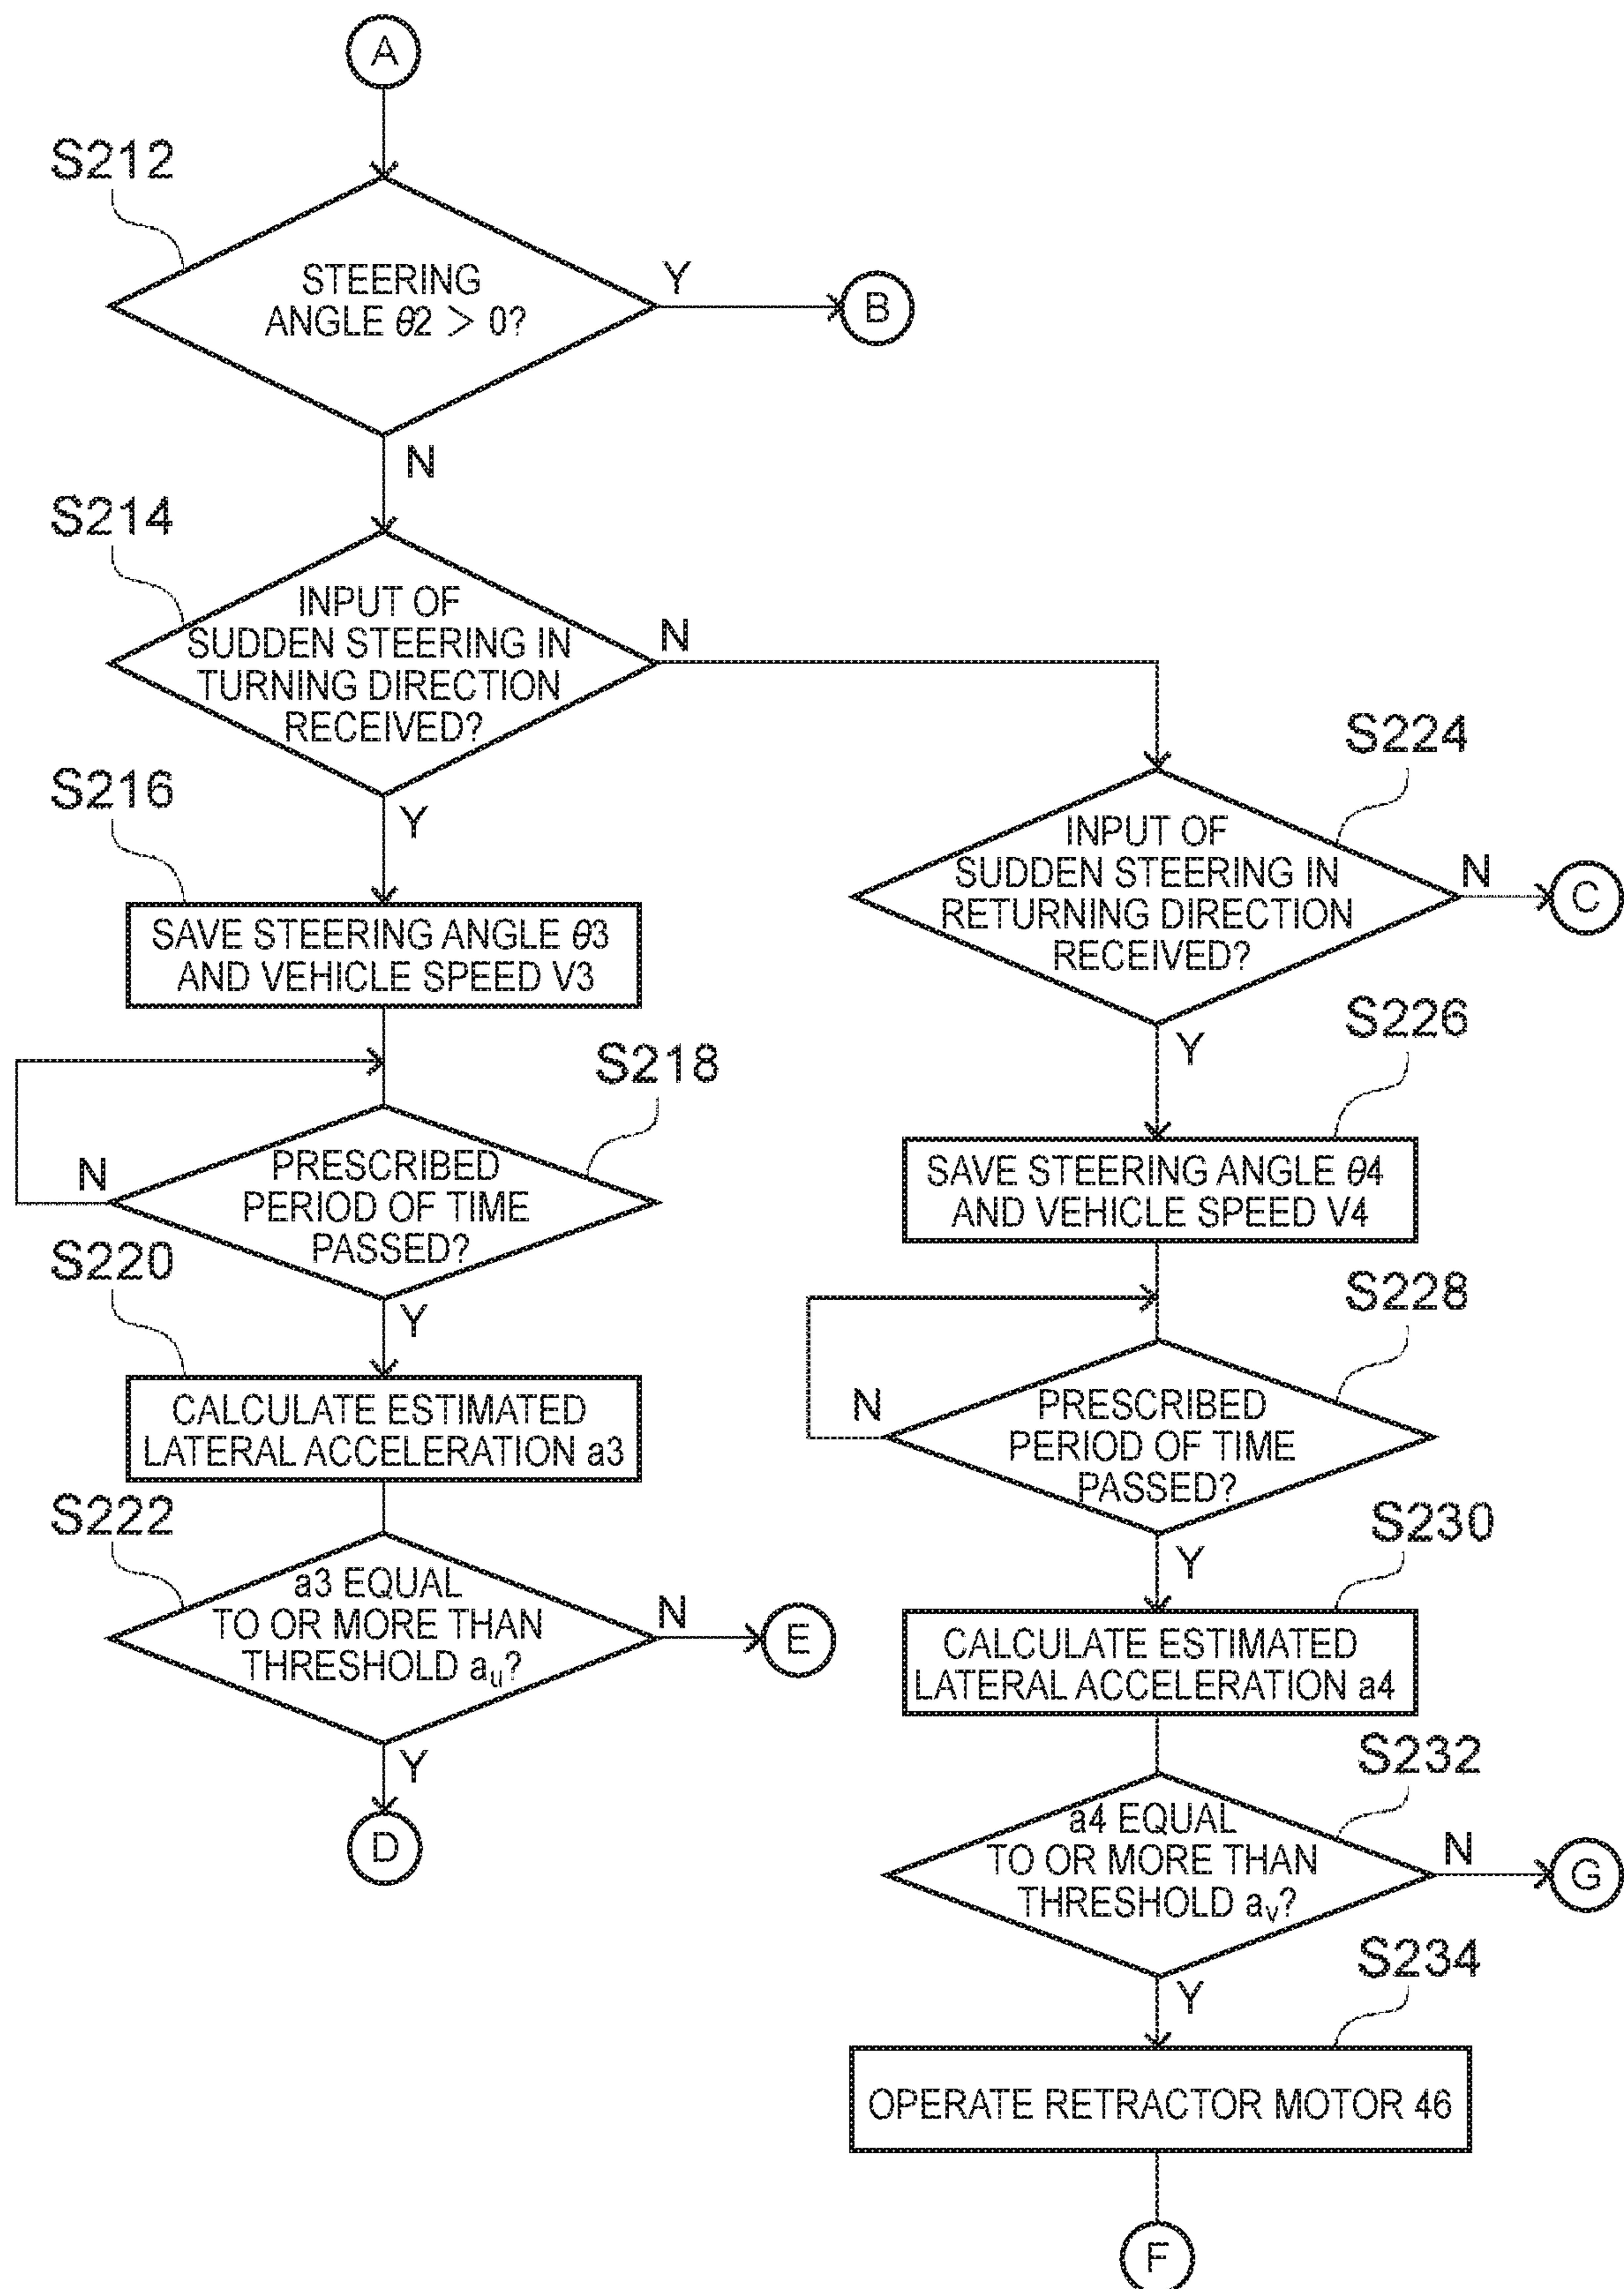 A
S212
STEERING
ANGLE θ2 > 0?
Y
B
N
S214
INPUT OF
SUDDEN STEERING IN
TURNING DIRECTION
RECEIVED?
N
Y
S216
SAVE STEERING ANGLE θ3
AND VEHICLE SPEED V3
S218
PRESCRIBED
PERIOD OF TIME
PASSED?
N
Y
S220
CALCULATE ESTIMATED
LATERAL ACCELERATION a3
S222
a3 EQUAL
TO OR MORE THAN
THRESHOLD aᵤ?
N
E
Y
D
S224
INPUT OF
SUDDEN STEERING IN
RETURNING DIRECTION
RECEIVED?
N
C
Y
S226
SAVE STEERING ANGLE θ4
AND VEHICLE SPEED V4
S228
PRESCRIBED
PERIOD OF TIME
PASSED?
N
Y
S230
CALCULATE ESTIMATED
LATERAL ACCELERATION a4
S232
a4 EQUAL
TO OR MORE THAN
THRESHOLD aᵥ?
N
G
Y
S234
OPERATE RETRACTOR MOTOR 46
F